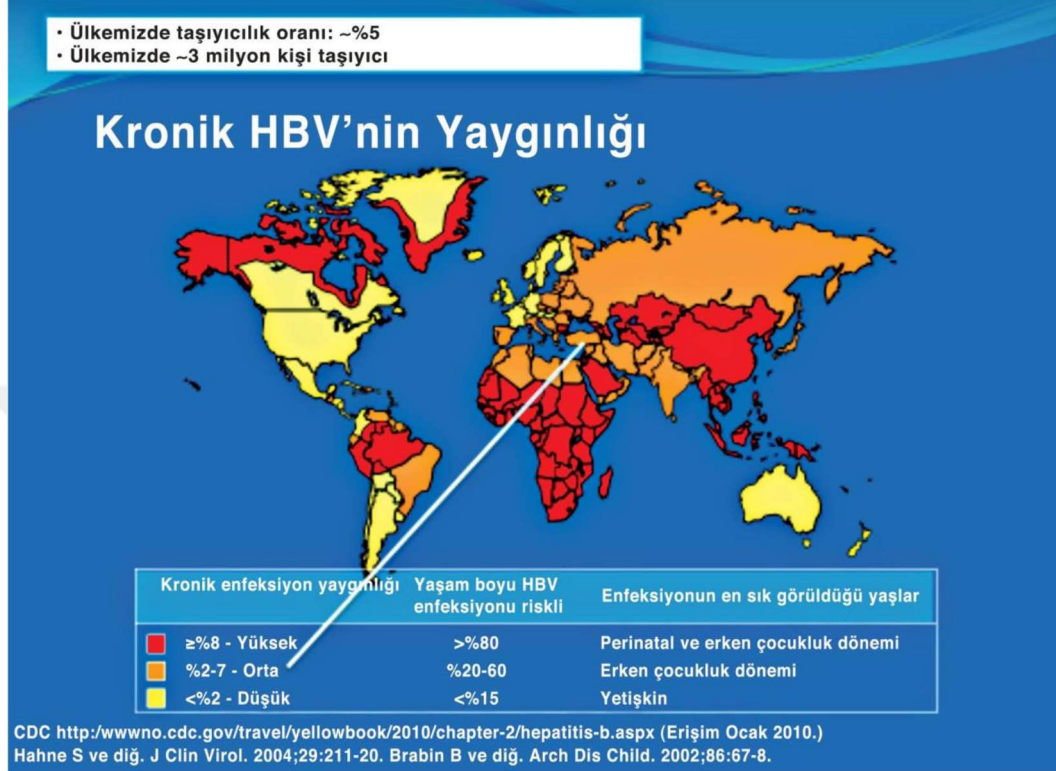 • Ülkemizde taşıyıcılık oranı: ~%5
• Ülkemizde ~3 milyon kişi taşıyıcı
Kronik HBV’nin Yaygınlığı
Kronik enfeksiyon yaygınlığı Yaşam boyu HBV enfeksiyonu riskli Enfeksiyonun en sık görüldüğü yaşlar
≥%8 - Yüksek >%80 Perinatal ve erken çocukluk dönemi
%2-7 - Orta %20-60 Erken çocukluk dönemi
<%2 - Düşük <%15 Yetişkin
CDC http:/wwwno.cdc.gov/travel/yellowbook/2010/chapter-2/hepatitis-b.aspx (Erişim Ocak 2010.)
Hahne S ve diğ. J Clin Virol. 2004;29:211-20. Brabin B ve diğ. Arch Dis Child. 2002;86:67-8.